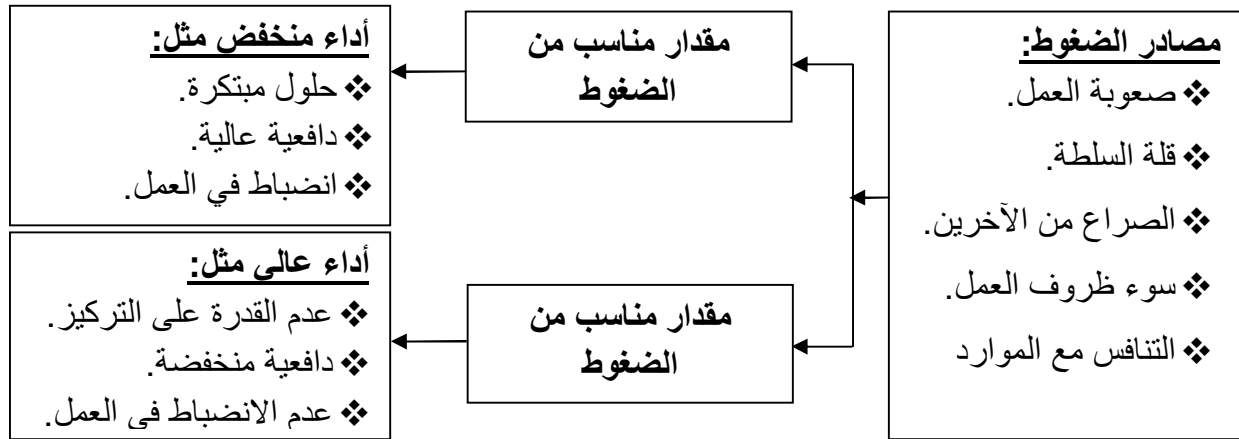 مصادر الضغوط:
❖ صعوبة العمل.
❖ قلة السلطة.
❖ الصراع من الآخرين.
❖ سوء ظروف العمل.
❖ التنافس مع الموارد
مقدار مناسب من
الضغوط
أداء منخفض مثل:
❖ حلول مبتكرة.
❖ دافعية عالية.
❖ انضباط في العمل.
مقدار مناسب من
الضغوط
أداء عالي مثل:
❖ عدم القدرة على التركيز.
❖ دافعية منخفضة.
❖ عدم الانضباط في العمل.